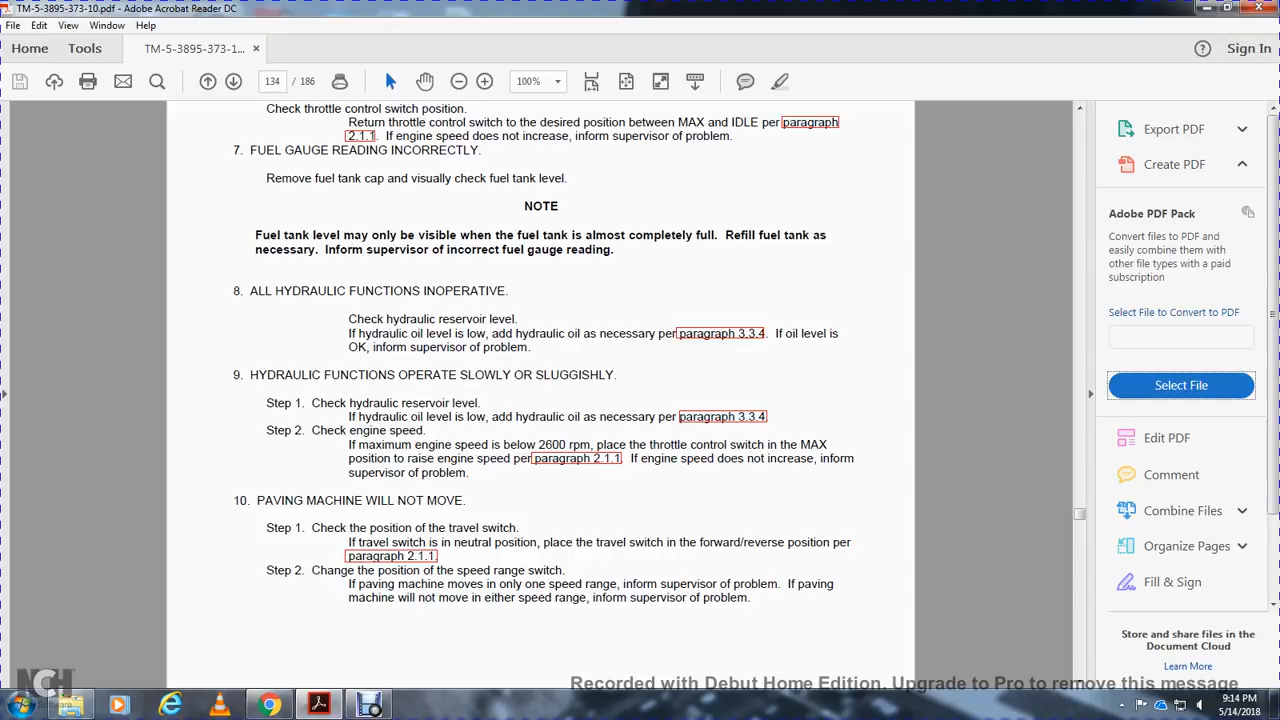 TM-5-3895-373-10.pdf - Adobe Acrobat Reader DC
File Edit View Window Help
Home Tools TM-5-3895-373-1... × Sign In
134 / 186 100%
Check throttle control switch position.
Return throttle control switch to the desired position between MAX and IDLE per paragraph
2.1.1. If engine speed does not increase, inform supervisor of problem.
7. FUEL GAUGE READING INCORRECTLY.
Remove fuel tank cap and visually check fuel tank level.
NOTE
Fuel tank level may only be visible when the fuel tank is almost completely full. Refill fuel tank as
necessary. Inform supervisor of incorrect fuel gauge reading.
8. ALL HYDRAULIC FUNCTIONS INOPERATIVE.
Check hydraulic reservoir level.
If hydraulic oil level is low, add hydraulic oil as necessary per paragraph 3.3.4. If oil level is
OK, inform supervisor of problem.
9. HYDRAULIC FUNCTIONS OPERATE SLOWLY OR SLUGGISHLY.
Step 1. Check hydraulic reservoir level.
If hydraulic oil level is low, add hydraulic oil as necessary per paragraph 3.3.4.
Step 2. Check engine speed.
If maximum engine speed is below 2600 rpm, place the throttle control switch in the MAX
position to raise engine speed per paragraph 2.1.1. If engine speed does not increase, inform
supervisor of problem.
10. PAVING MACHINE WILL NOT MOVE.
Step 1. Check the position of the travel switch.
If travel switch is in neutral position, place the travel switch in the forward/reverse position per
paragraph 2.1.1.
Step 2. Change the position of the speed range switch.
If paving machine moves in only one speed range, inform supervisor of problem. If paving
machine will not move in either speed range, inform supervisor of problem.
Export PDF
Create PDF
Adobe PDF Pack
Convert files to PDF and
easily combine them with
other file types with a paid
subscription
Select File to Convert to PDF
Select File
Edit PDF
Comment
Combine Files
Organize Pages
Fill & Sign
Store and share files in the
Document Cloud
Learn More
NCH
Software
Recorded with Debut Home Edition. Upgrade to Pro to remove this message
9:14 PM
5/14/2018